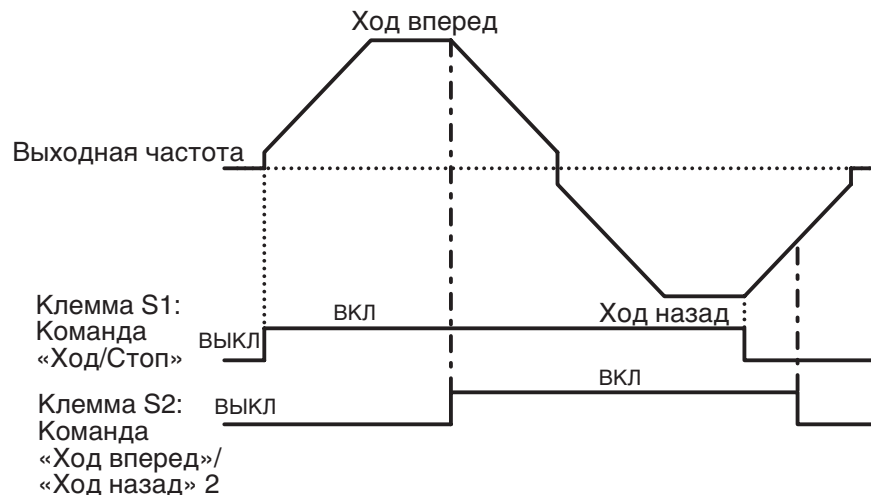 Ход вперед
Выходная частота
Клемма S1:
Команда
«Ход/Стоп»
ВЫКЛ
ВКЛ
Ход назад
Клемма S2:
Команда
«Ход вперед»/
«Ход назад» 2
ВЫКЛ
ВКЛ